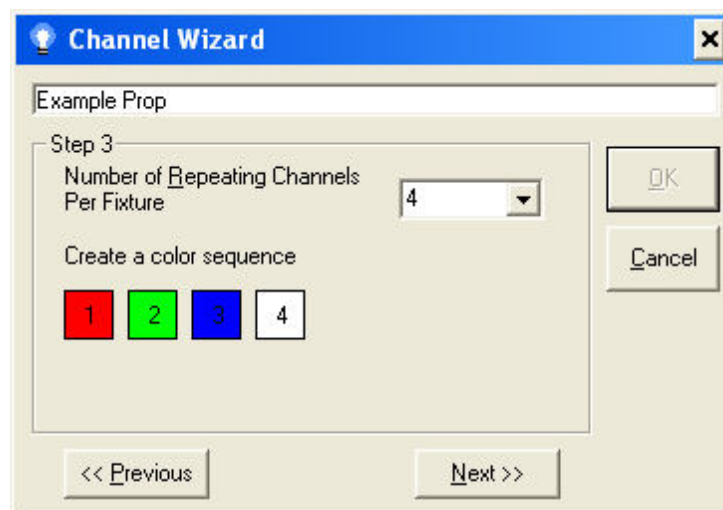 Channel Wizard
Example Prop
Step 3
Number of Repeating Channels
Per Fixture
4
OK
Create a color sequence
Cancel
1 2 3 4
<< Previous
Next >>